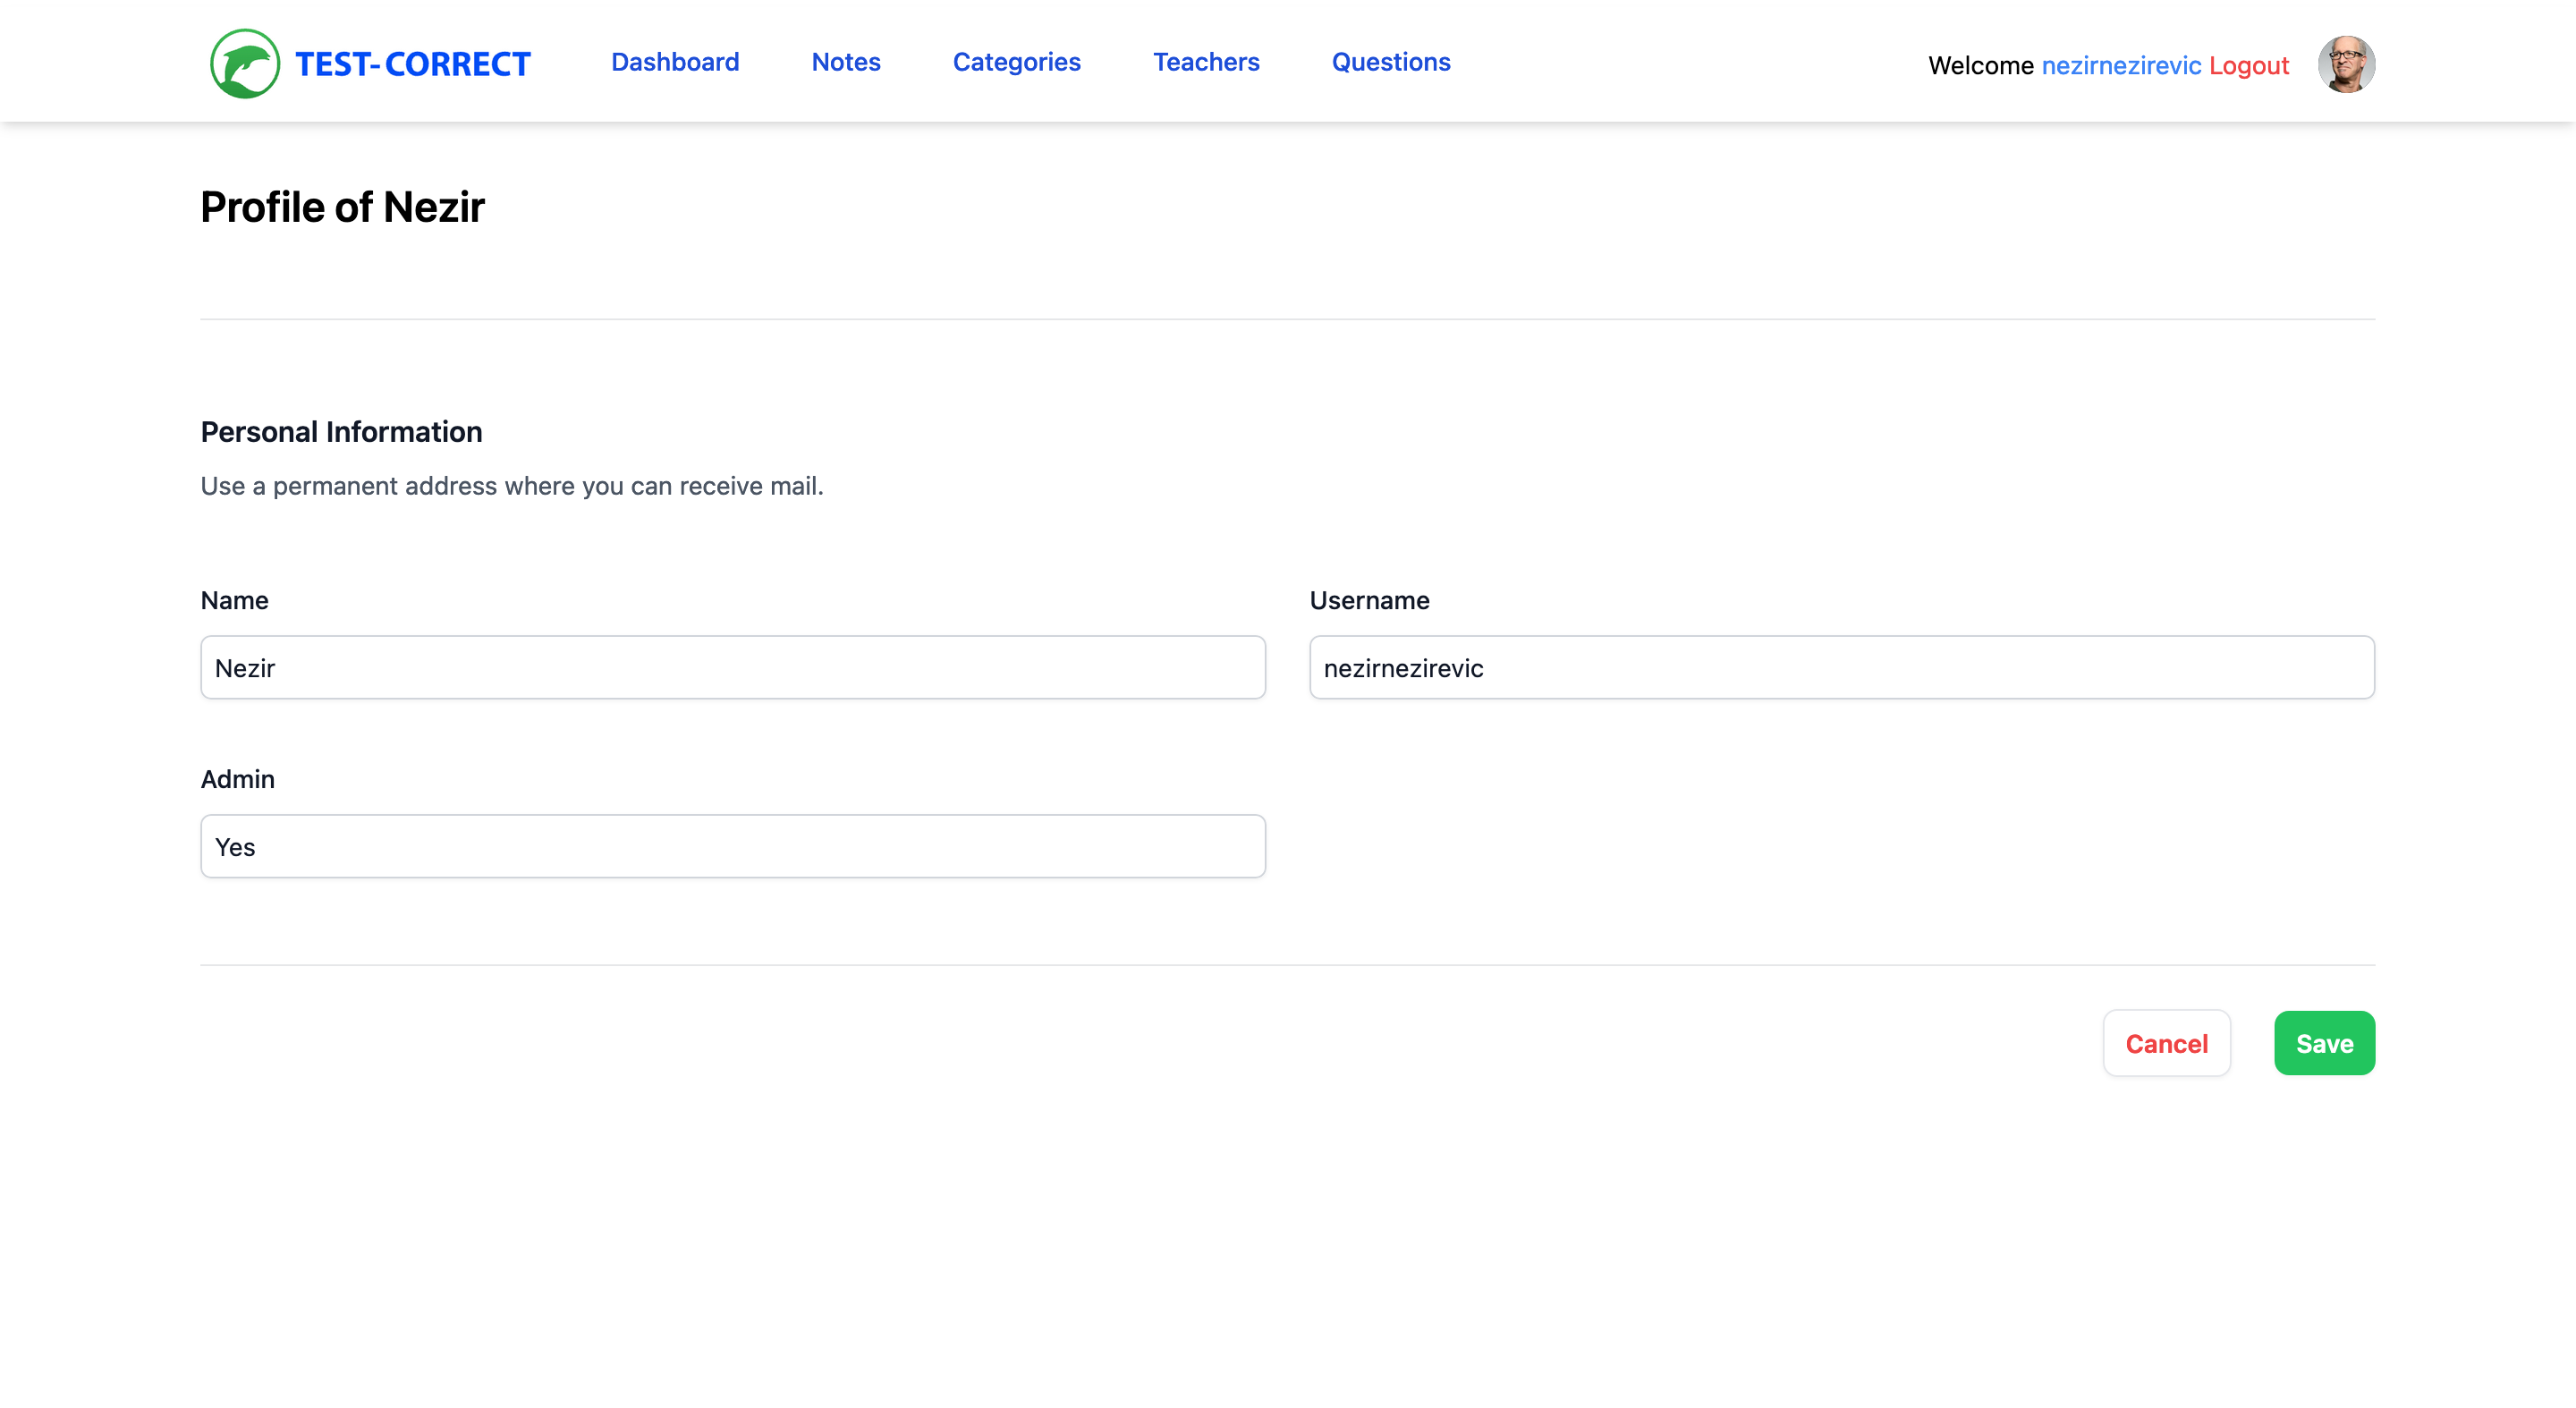 TEST-CORRECT Dashboard Notes Categories Teachers Questions Welcome nezirnezirevic Logout
Profile of Nezir
Personal Information
Use a permanent address where you can receive mail.
Name Username
Nezir nezirnezirevic
Admin
Yes
Cancel Save